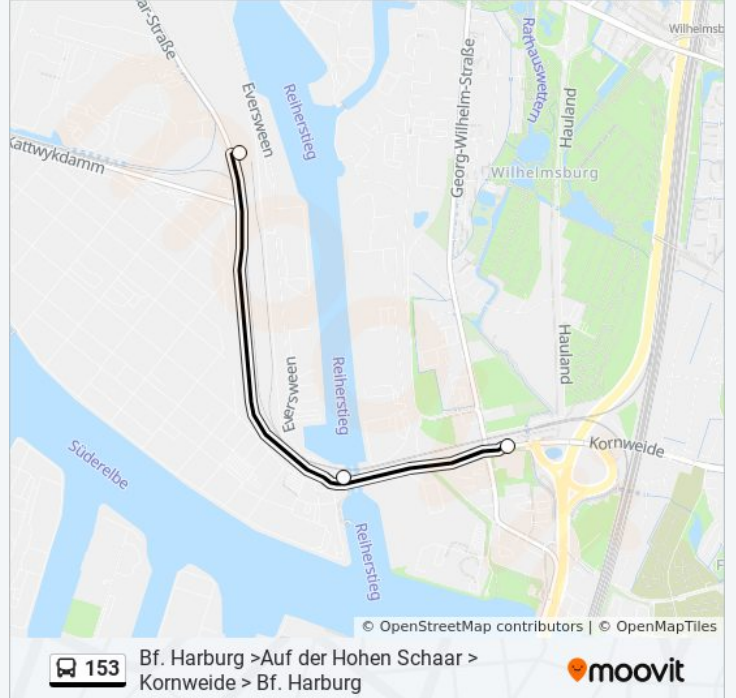 ar-Straße
Wilhelmsb
Rathauswettern
Georg-Wilhelm-Straße
Eversween
Reiherstieg
Hauland
Kattwykdamm
Wilhelmsburg
Hauland
Reiherstieg
Eversween
Kornweide
Süderelbe
Reiherstieg
F
© OpenStreetMap contributors | © OpenMapTiles
153
Bf. Harburg >Auf der Hohen Schaar >
Kornweide > Bf. Harburg
moovit